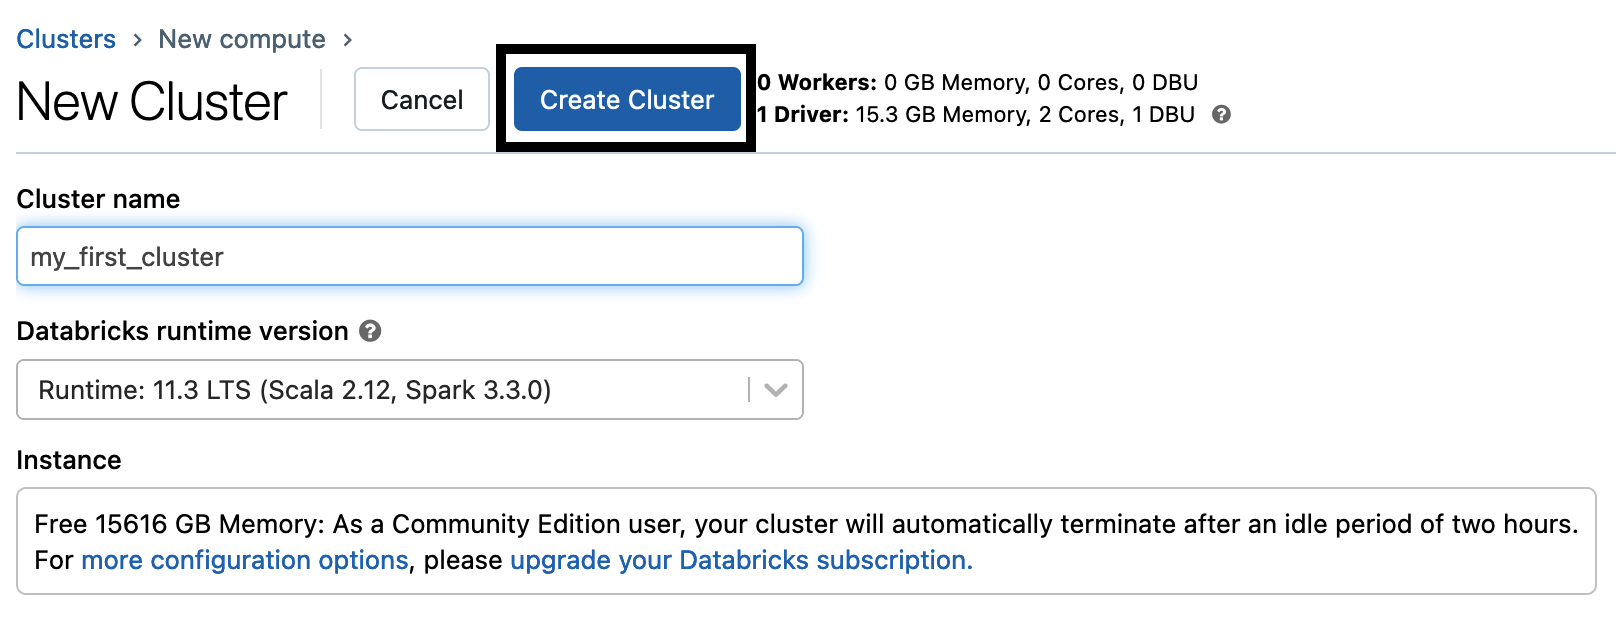 Clusters > New compute >
New Cluster
Cancel
Create Cluster
0 Workers: 0 GB Memory, 0 Cores, 0 DBU
1 Driver: 15.3 GB Memory, 2 Cores, 1 DBU ?
Cluster name
my_first_cluster
Databricks runtime version ?
Runtime: 11.3 LTS (Scala 2.12, Spark 3.3.0)
Instance
Free 15616 GB Memory: As a Community Edition user, your cluster will automatically terminate after an idle period of two hours.
For more configuration options, please upgrade your Databricks subscription.